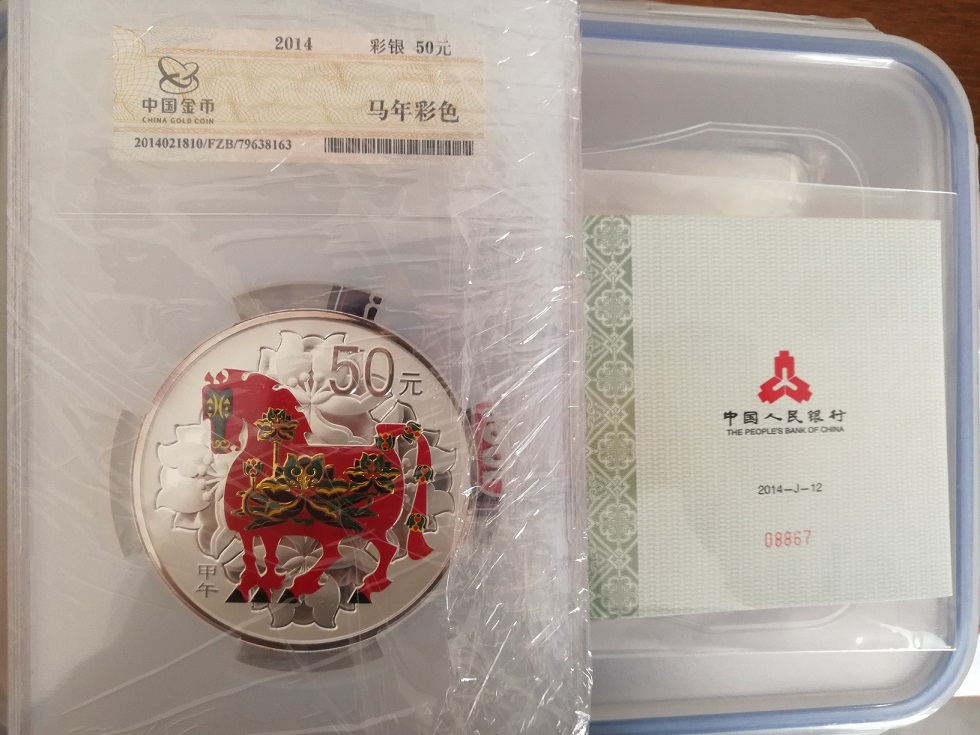 2014 彩银 50元
中国金币
CHINA GOLD COIN
马年彩色
2014021810/FZB/79638163
50元
甲午
中国人民银行
THE PEOPLE'S BANK OF CHINA
2014-J-12
08867